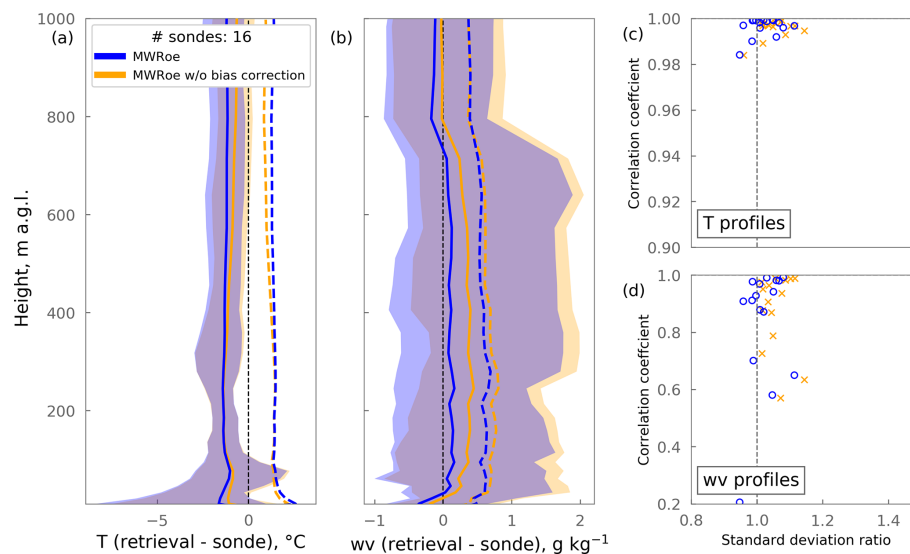 (a)
# sondes: 16
MWRoe
MWRoe w/o bias correction
1000
800
600
400
200
Height, m a.g.l.
−5
0
T (retrieval - sonde), °C
(b)
−1
0
1
2
wv (retrieval - sonde), g kg⁻¹
(c)
1.00
0.98
0.96
0.94
0.92
0.90
Correlation coeffcient
T profiles
(d)
1.0
0.8
0.6
0.4
0.2
Correlation coeffcient
wv profiles
0.8
1.0
1.2
1.4
Standard deviation ratio